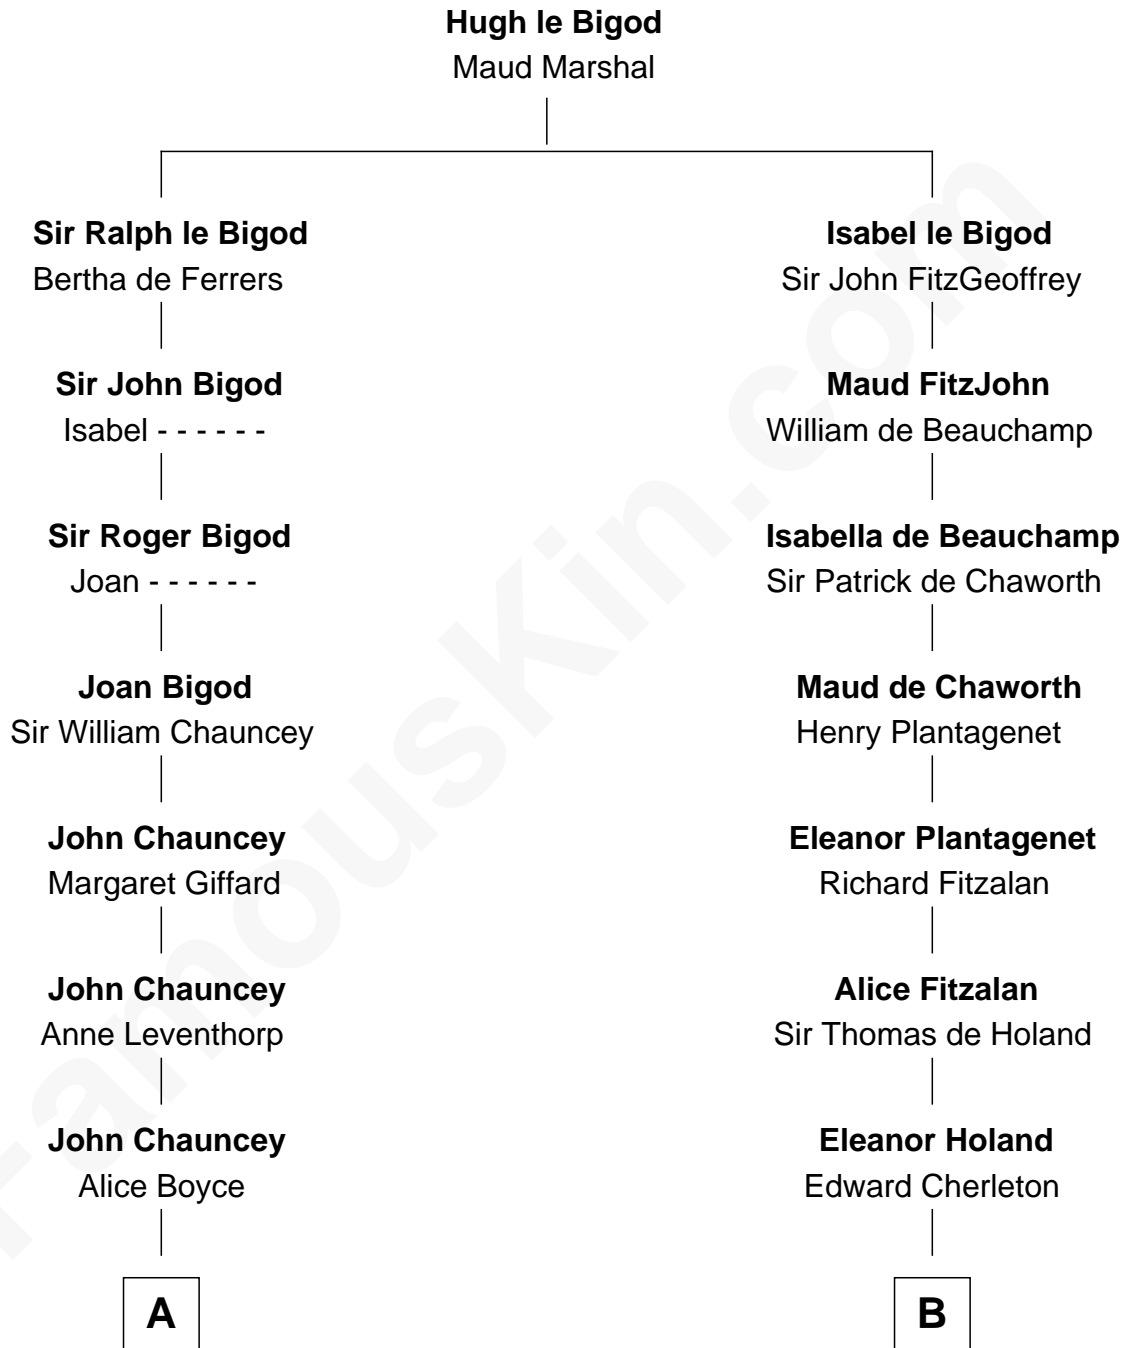 Hugh le Bigod
Maud Marshal
Sir Ralph le Bigod
Bertha de Ferrers
Isabel le Bigod
Sir John FitzGeoffrey
Sir John Bigod
Isabel - - - - - -
Maud FitzJohn
William de Beauchamp
Sir Roger Bigod
Joan - - - - - -
Isabella de Beauchamp
Sir Patrick de Chaworth
Joan Bigod
Sir William Chauncey
Maud de Chaworth
Henry Plantagenet
John Chauncey
Margaret Giffard
Eleanor Plantagenet
Richard Fitzalan
John Chauncey
Anne Leventhorp
Alice Fitzalan
Sir Thomas de Holand
John Chauncey
Alice Boyce
Eleanor Holand
Edward Cherleton
A
B
FamousKin.com